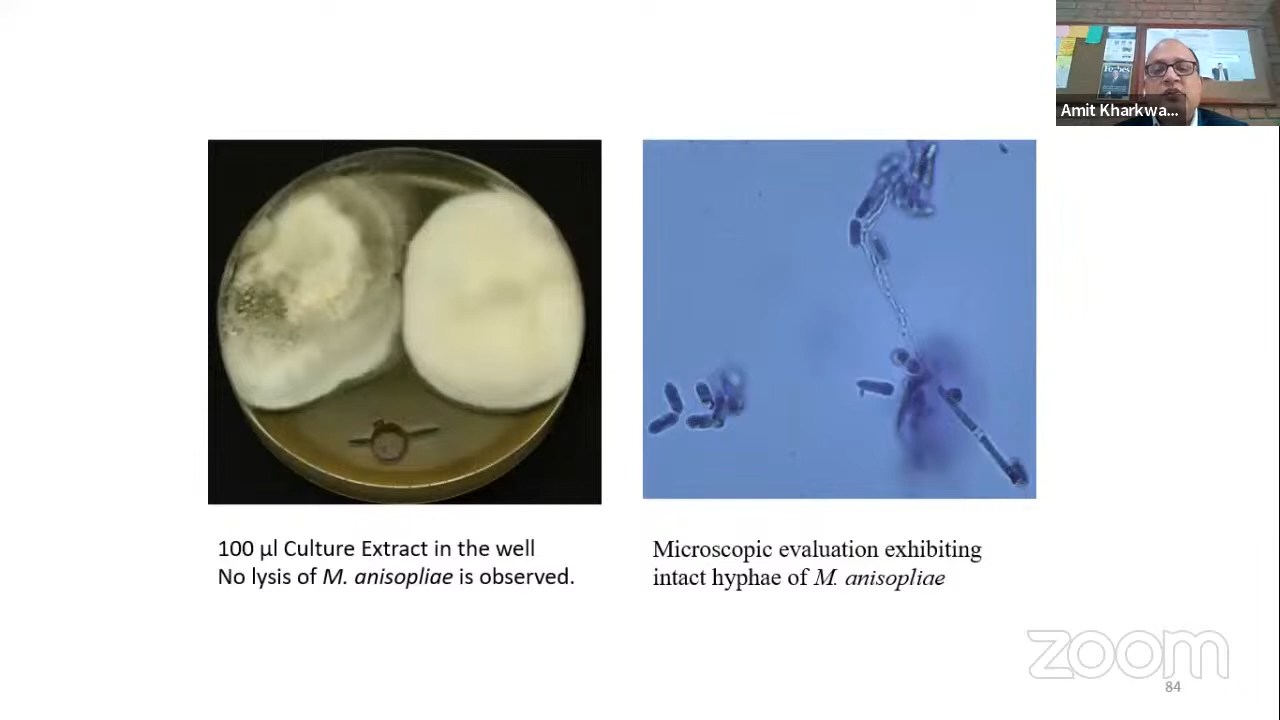 Forbes
Amit Kharkwa...
100 µl Culture Extract in the well
No lysis of M. anisopliae is observed.
Microscopic evaluation exhibiting
intact hyphae of M. anisopliae
zoom
84